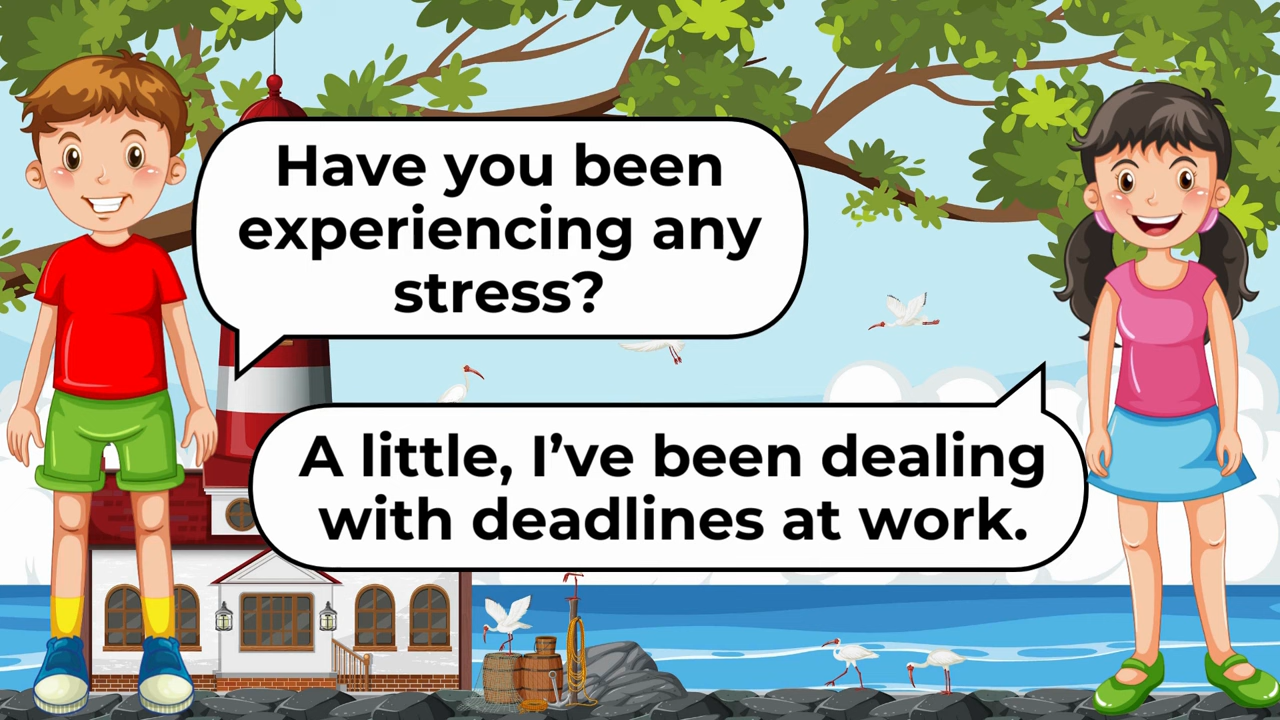 Have you been
experiencing any
stress?
A little, I’ve been dealing
with deadlines at work.